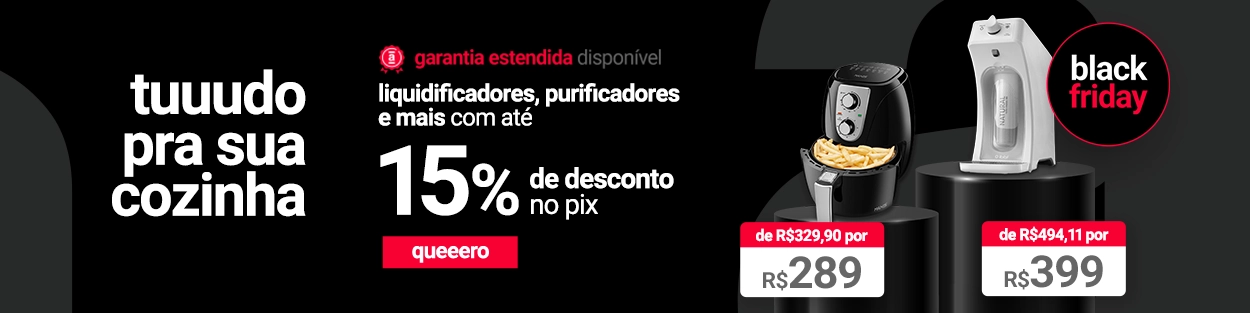 tuuudo
pra sua
cozinha
garantia estendida disponível
liquidificadores, purificadores
e mais com até
15% de desconto
no pix
queeero
NATURAL
black
friday
de R$329,90 por
R$289
de R$494,11 por
R$399